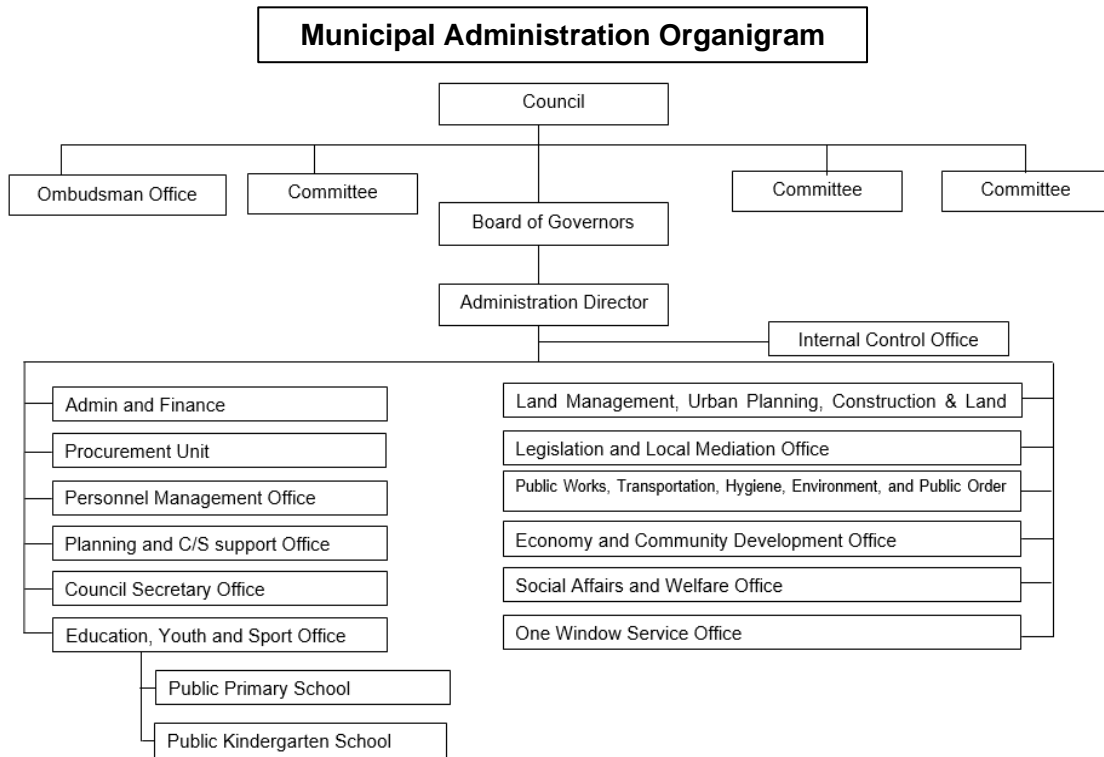 Municipal Administration Organigram
Council
Ombudsman Office
Committee
Committee
Committee
Board of Governors
Administration Director
Internal Control Office
Admin and Finance
Procurement Unit
Personnel Management Office
Planning and C/S support Office
Council Secretary Office
Education, Youth and Sport Office
Public Primary School
Public Kindergarten School
Land Management, Urban Planning, Construction & Land
Legislation and Local Mediation Office
Public Works, Transportation, Hygiene, Environment, and Public Order
Economy and Community Development Office
Social Affairs and Welfare Office
One Window Service Office